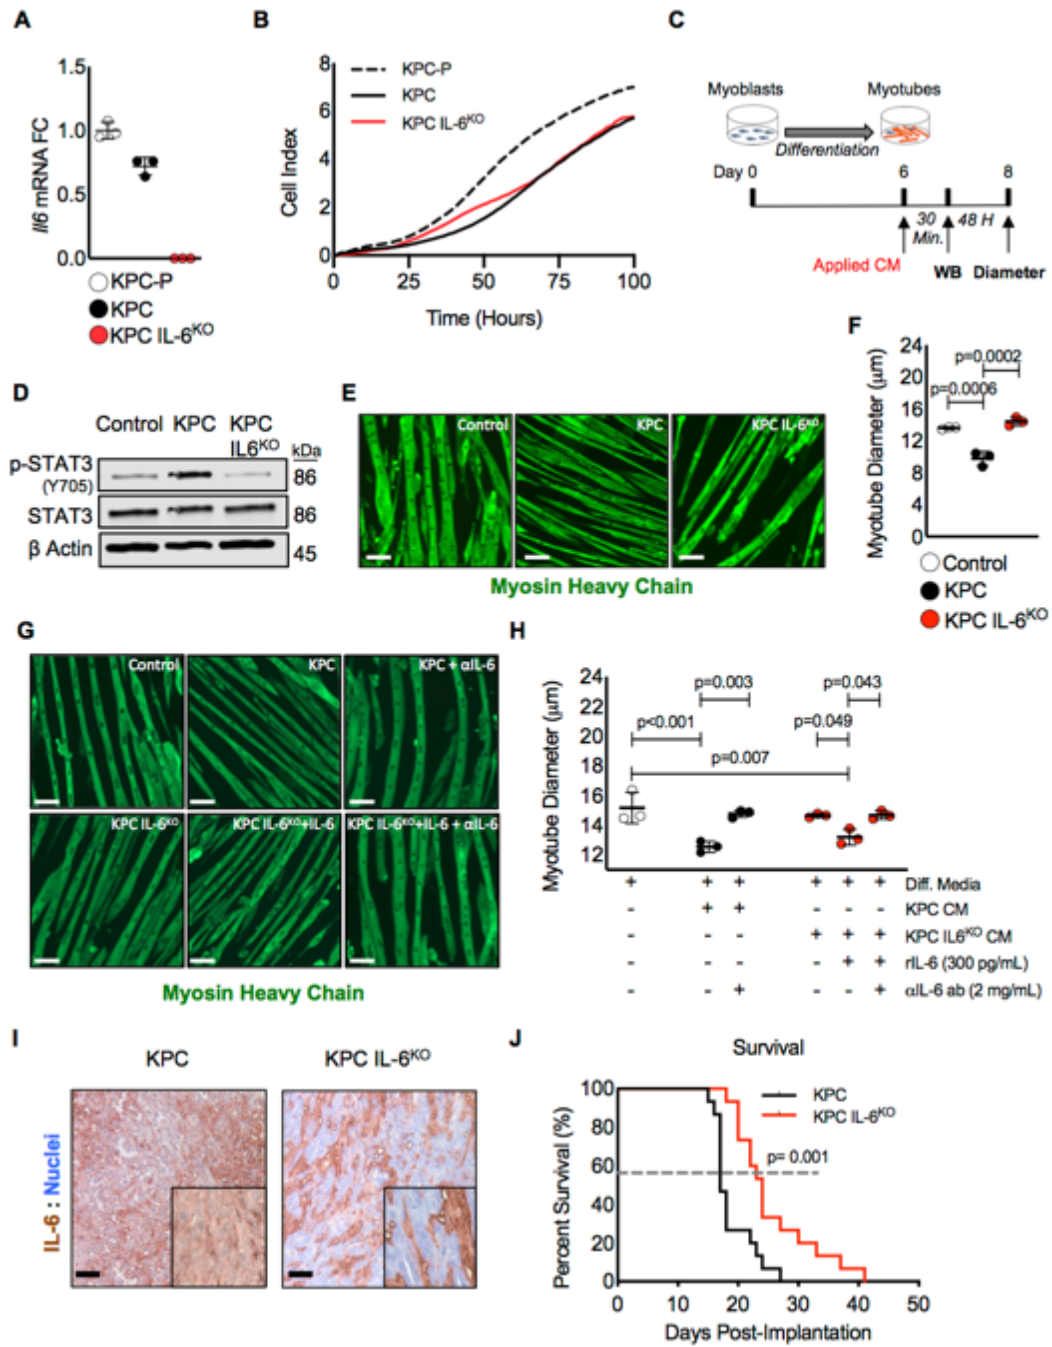 A
1.5
1.0
0.5
0.0
Il6 mRNA FC
KPC-P
KPC
KPC IL-6KO
B
8
6
4
2
0
Cell Index
KPC-P
KPC
KPC IL-6KO
0 25 50 75 100
Time (Hours)
C
Myoblasts Myotubes
Differentiation
Day 0 6 8
30 Min. 48 H
Applied CM
WB Diameter
D
Control KPC KPC IL6KO
kDa
p-STAT3 (Y705) 86
STAT3 86
β Actin 45
E
Control KPC KPC IL-6KO
Myosin Heavy Chain
F
24
20
16
12
8
4
0
Motube Diameter (µm)
p=0.0002
p=0.0006
Control
KPC
KPC IL-6KO
G
Control KPC KPC + αIL-6
KPC IL-6KO KPC IL-6KO+IL-6 KPC IL-6KO+IL-6 + αIL-6
Myosin Heavy Chain
H
24
22
20
18
16
14
12
Myotube Diameter (µm)
p=0.003 p=0.043
p<0.001 p=0.049
p=0.007
+ + + + + + Diff. Media
- + + - - - KPC CM
- - - + + + KPC IL6KO CM
- - - - + + rIL-6 (300 pg/mL)
- - + - - + αIL-6 ab (2 mg/mL)
I
KPC KPC IL-6KO
IL-6 : Nuclei
J
Survival
100
80
60
40
20
0
Percent Survival (%)
KPC
KPC IL-6KO
p= 0.001
0 10 20 30 40 50
Days Post-Implantation